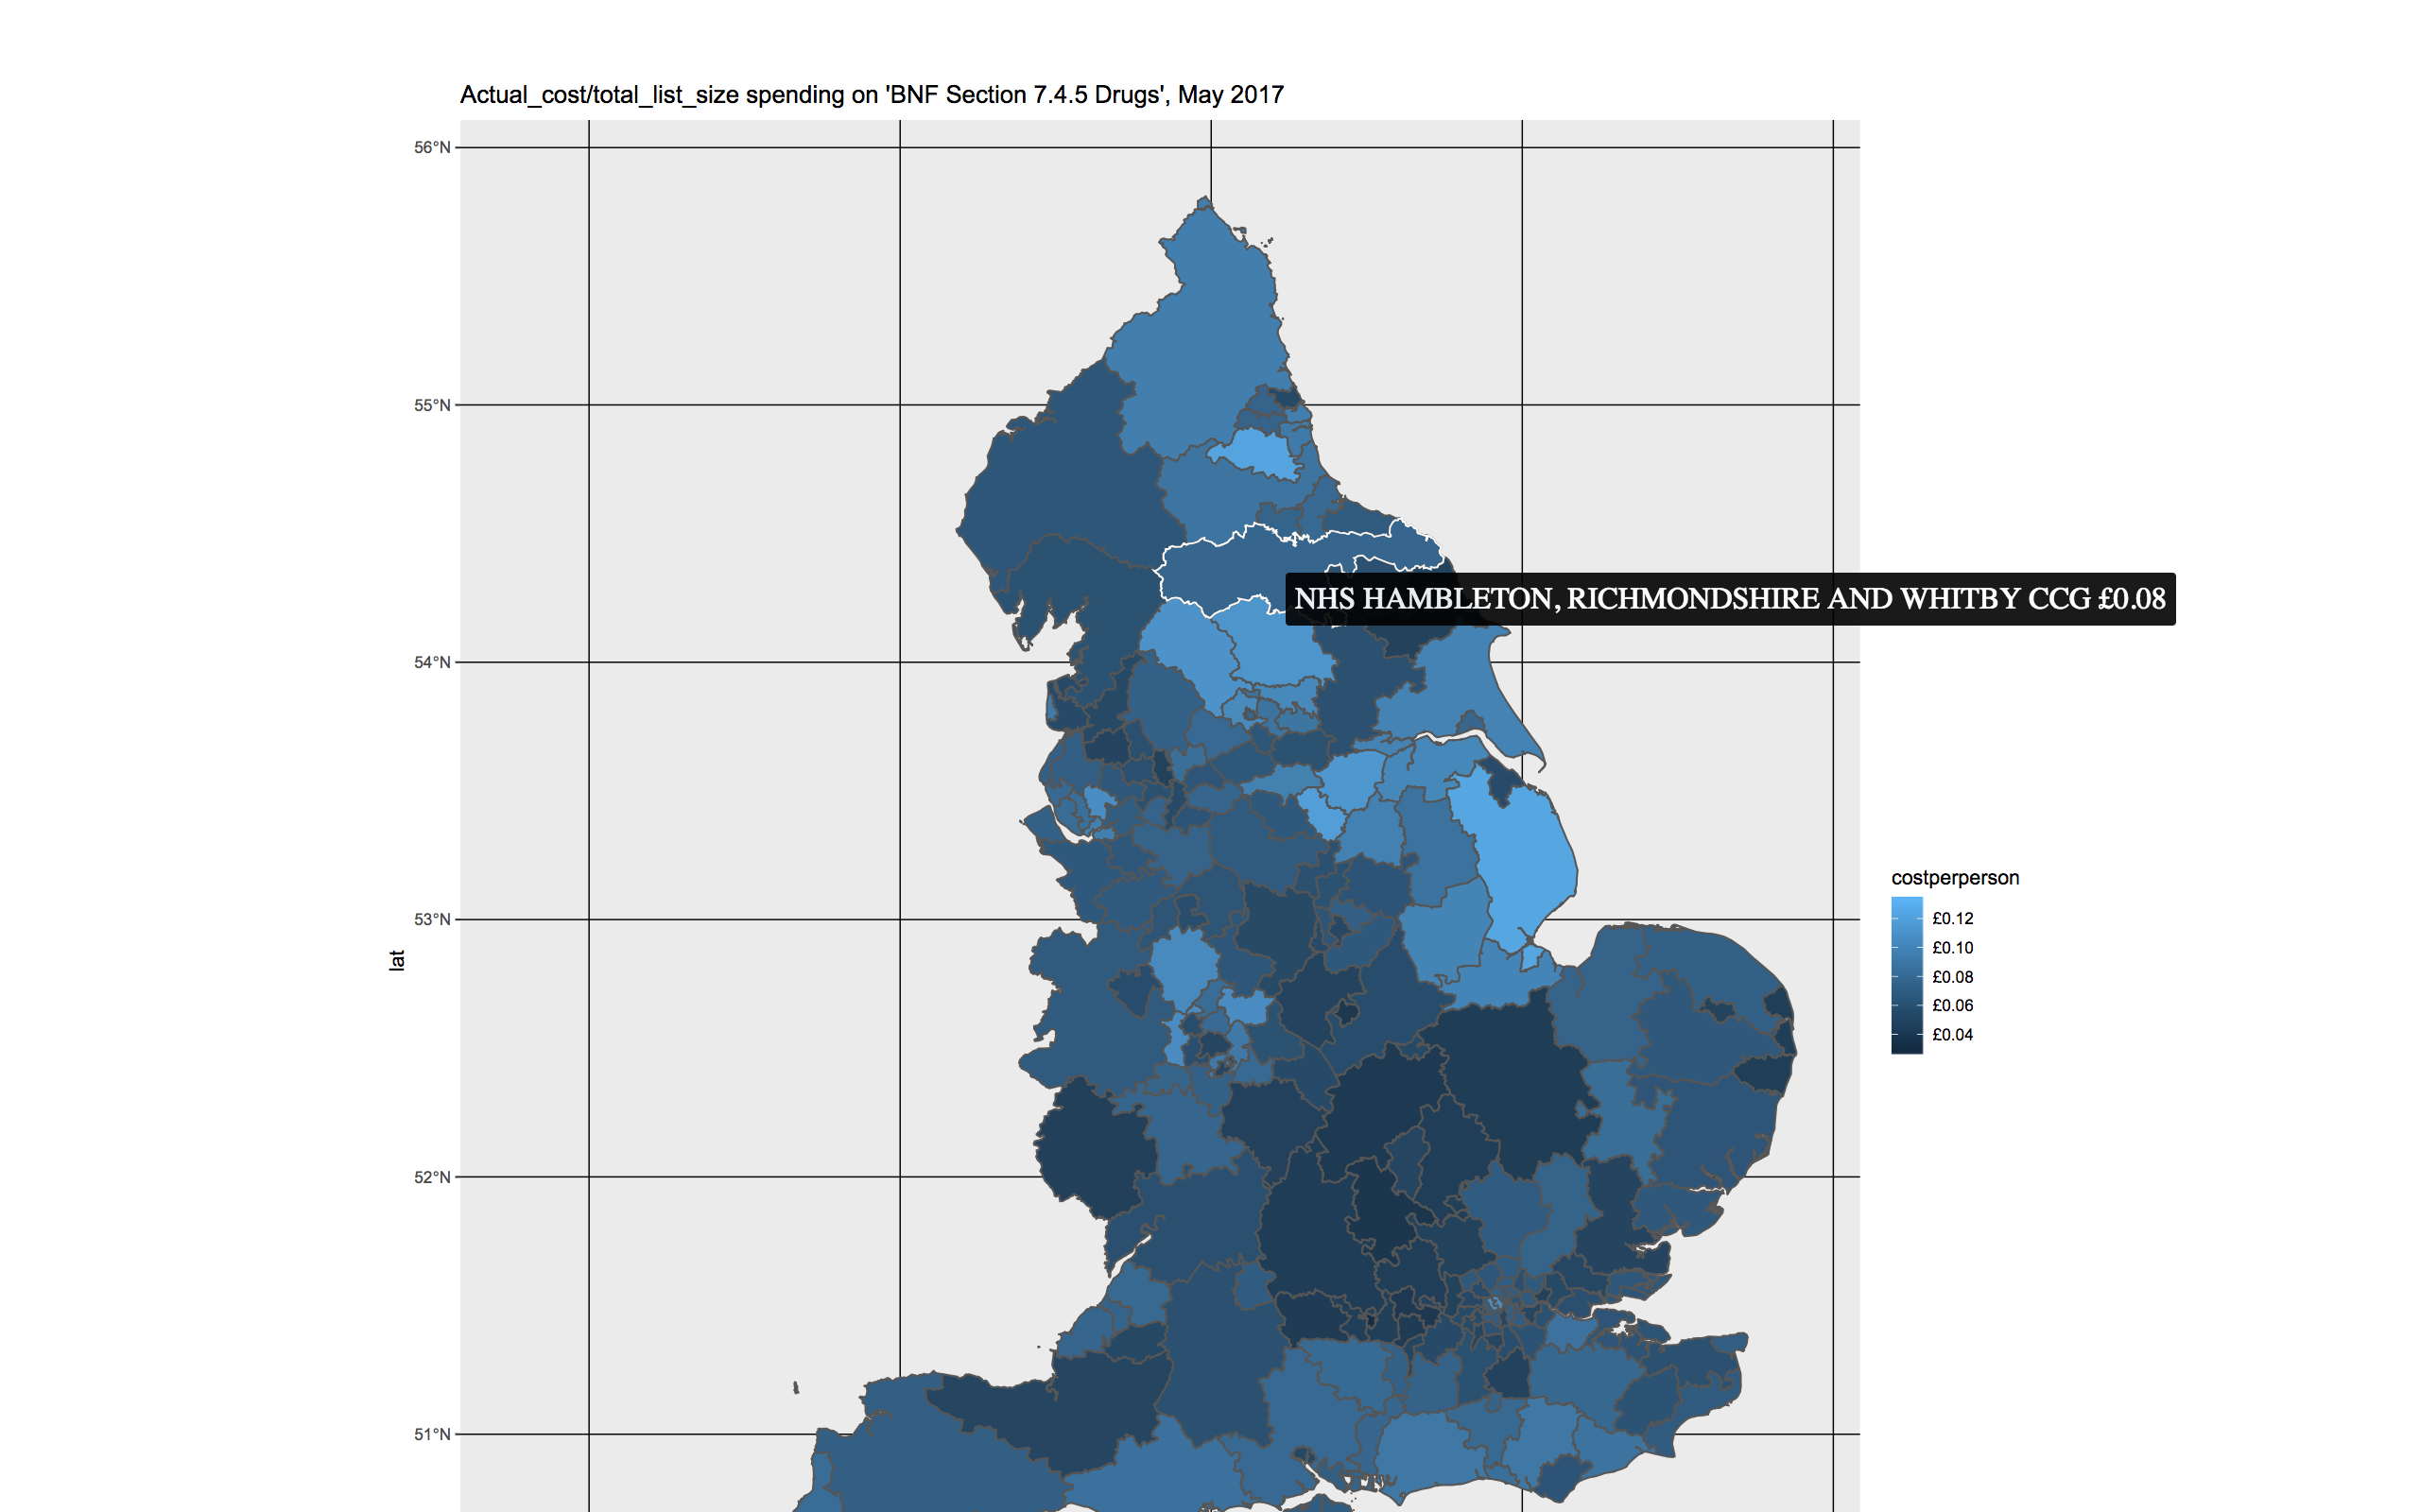 Actual_cost/total_list_size spending on 'BNF Section 7.4.5 Drugs', May 2017
56°N
55°N
NHS HAMBLETON, RICHMONDSHIRE AND WHITBY CCG £0.08
54°N
53°N
lat
costperperson
£0.12
£0.10
£0.08
£0.06
£0.04
52°N
51°N